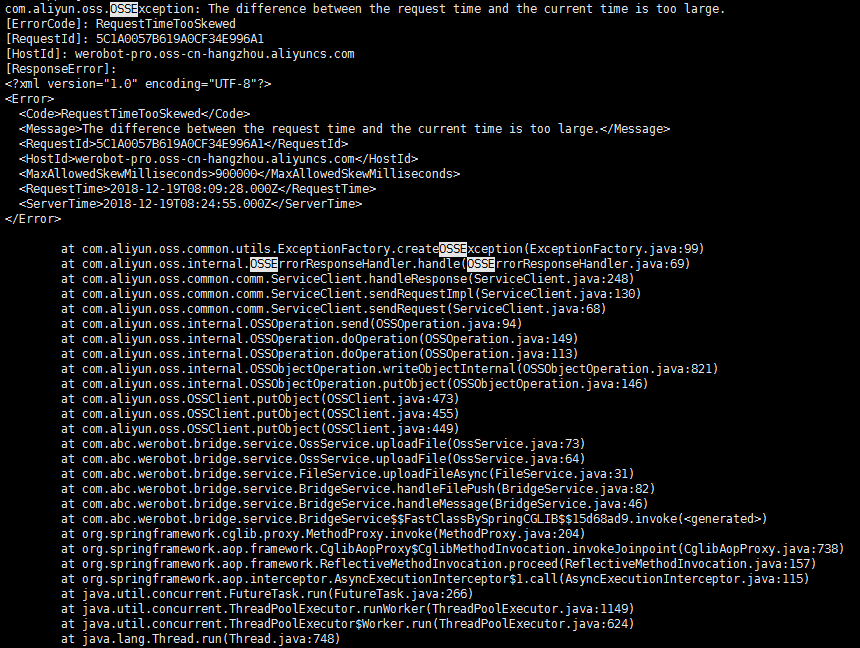 com.aliyun.oss.OSSException: The difference between the request time and the current time is too large.
[ErrorCode]: RequestTimeTooSkewed
[RequestId]: 5C1A0057B619A0CF34E996A1
[HostId]: werobot-pro.oss-cn-hangzhou.aliyuncs.com
[ResponseError]:
<?xml version="1.0" encoding="UTF-8"?>
<Error>
  <Code>RequestTimeTooSkewed</Code>
  <Message>The difference between the request time and the current time is too large.</Message>
  <RequestId>5C1A0057B619A0CF34E996A1</RequestId>
  <HostId>werobot-pro.oss-cn-hangzhou.aliyuncs.com</HostId>
  <MaxAllowedSkewMilliseconds>900000</MaxAllowedSkewMilliseconds>
  <RequestTime>2018-12-19T08:09:28.000Z</RequestTime>
  <ServerTime>2018-12-19T08:24:55.000Z</ServerTime>
</Error>
        at com.aliyun.oss.common.utils.ExceptionFactory.createOSSException(ExceptionFactory.java:99)
        at com.aliyun.oss.internal.OSSErrorResponseHandler.handle(OSSErrorResponseHandler.java:69)
        at com.aliyun.oss.common.comm.ServiceClient.handleResponse(ServiceClient.java:248)
        at com.aliyun.oss.common.comm.ServiceClient.sendRequestImpl(ServiceClient.java:130)
        at com.aliyun.oss.common.comm.ServiceClient.sendRequest(ServiceClient.java:68)
        at com.aliyun.oss.internal.OSSOperation.send(OSSOperation.java:94)
        at com.aliyun.oss.internal.OSSOperation.doOperation(OSSOperation.java:149)
        at com.aliyun.oss.internal.OSSOperation.doOperation(OSSOperation.java:113)
        at com.aliyun.oss.internal.OSSObjectOperation.writeObjectInternal(OSSObjectOperation.java:821)
        at com.aliyun.oss.internal.OSSObjectOperation.putObject(OSSObjectOperation.java:146)
        at com.aliyun.oss.OSSClient.putObject(OSSClient.java:473)
        at com.aliyun.oss.OSSClient.putObject(OSSClient.java:455)
        at com.aliyun.oss.OSSClient.putObject(OSSClient.java:449)
        at com.abc.werobot.bridge.service.OssService.uploadFile(OssService.java:73)
        at com.abc.werobot.bridge.service.OssService.uploadFile(OssService.java:64)
        at com.abc.werobot.bridge.service.FileService.uploadFileAsync(FileService.java:31)
        at com.abc.werobot.bridge.service.BridgeService.handleFilePush(BridgeService.java:82)
        at com.abc.werobot.bridge.service.BridgeService.handleMessage(BridgeService.java:46)
        at com.abc.werobot.bridge.service.BridgeService$$FastClassBySpringCGLIB$$15d68ad9.invoke(<generated>)
        at org.springframework.cglib.proxy.MethodProxy.invoke(MethodProxy.java:204)
        at org.springframework.aop.framework.CglibAopProxy$CglibMethodInvocation.invokeJoinpoint(CglibAopProxy.java:738)
        at org.springframework.aop.framework.ReflectiveMethodInvocation.proceed(ReflectiveMethodInvocation.java:157)
        at org.springframework.aop.interceptor.AsyncExecutionInterceptor$1.call(AsyncExecutionInterceptor.java:115)
        at java.util.concurrent.FutureTask.run(FutureTask.java:266)
        at java.util.concurrent.ThreadPoolExecutor.runWorker(ThreadPoolExecutor.java:1149)
        at java.util.concurrent.ThreadPoolExecutor$Worker.run(ThreadPoolExecutor.java:624)
        at java.lang.Thread.run(Thread.java:748)